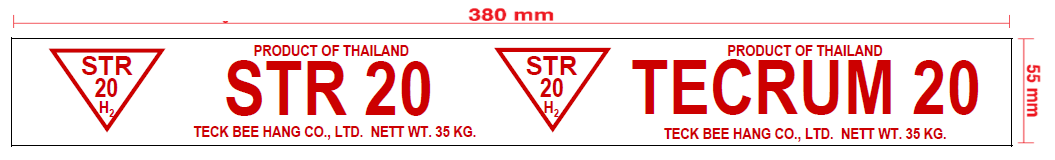 380 mm
STR
20
H₂
PRODUCT OF THAILAND
STR 20
TECK BEE HANG CO., LTD. NETT WT. 35 KG.
STR
20
H₂
PRODUCT OF THAILAND
TECRUM 20
TECK BEE HANG CO., LTD. NETT WT. 35 KG.
55 mm